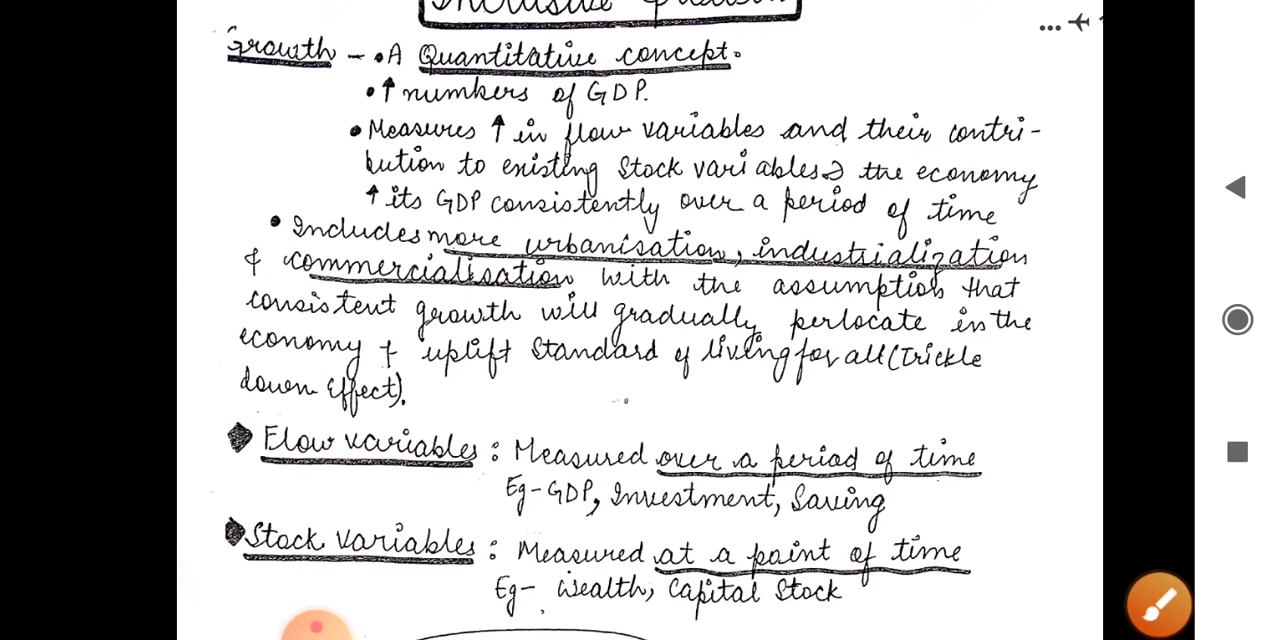 Inclusive Growth
Growth - • A Quantitative concept.
• ↑ numbers of GDP.
• Measures ↑ in flow variables and their contri-
bution to existing Stock variables & the economy
↑ its GDP consistently over a period of time
• Includes more urbanisation, industrialization
& commercialisation with the assumption that
consistent growth will gradually perlocate in the
economy & uplift standard of living for all (Trickle
down Effect).
Flow variables : Measured over a period of time
Eg- GDP, Investment, Saving
Stock variables : Measured at a point of time
Eg- Wealth, Capital Stock